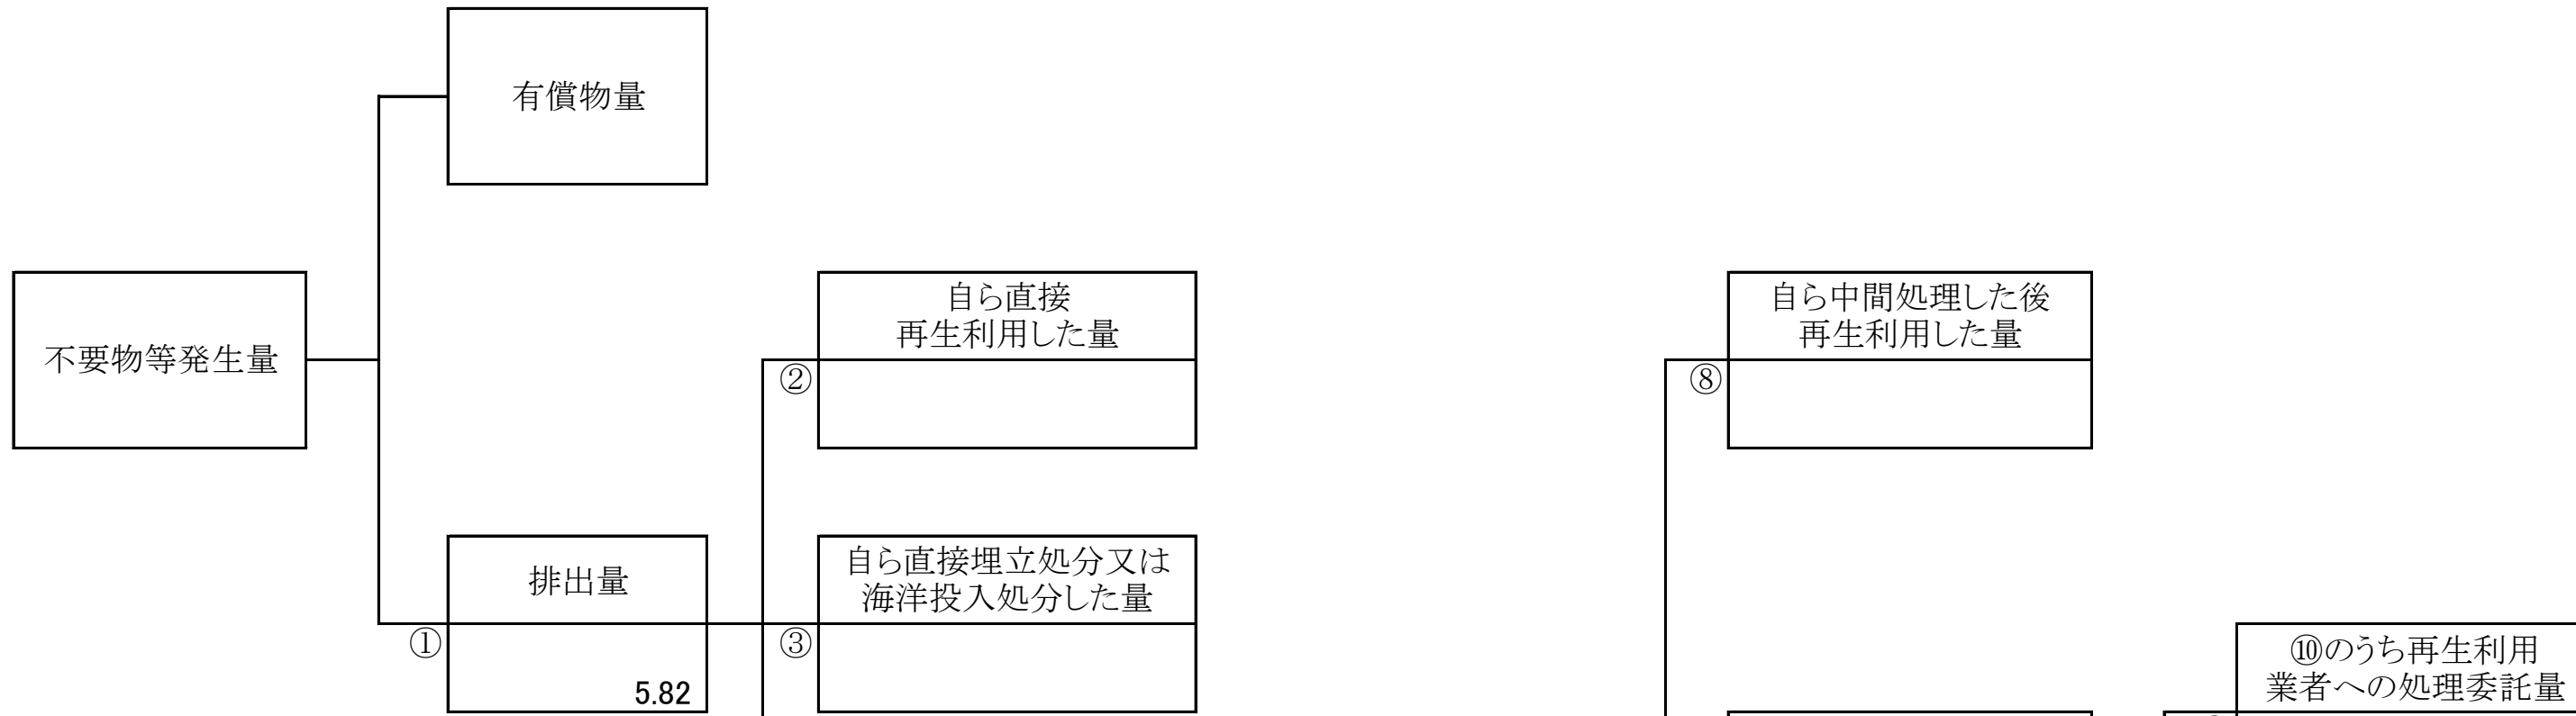 有償物量
不要物等発生量
自ら直接
再生利用した量
②
自ら中間処理した後
再生利用した量
⑧
排出量
①
5.82
自ら直接埋立処分又は
海洋投入処分した量
③
⑩のうち再生利用
業者への処理委託量